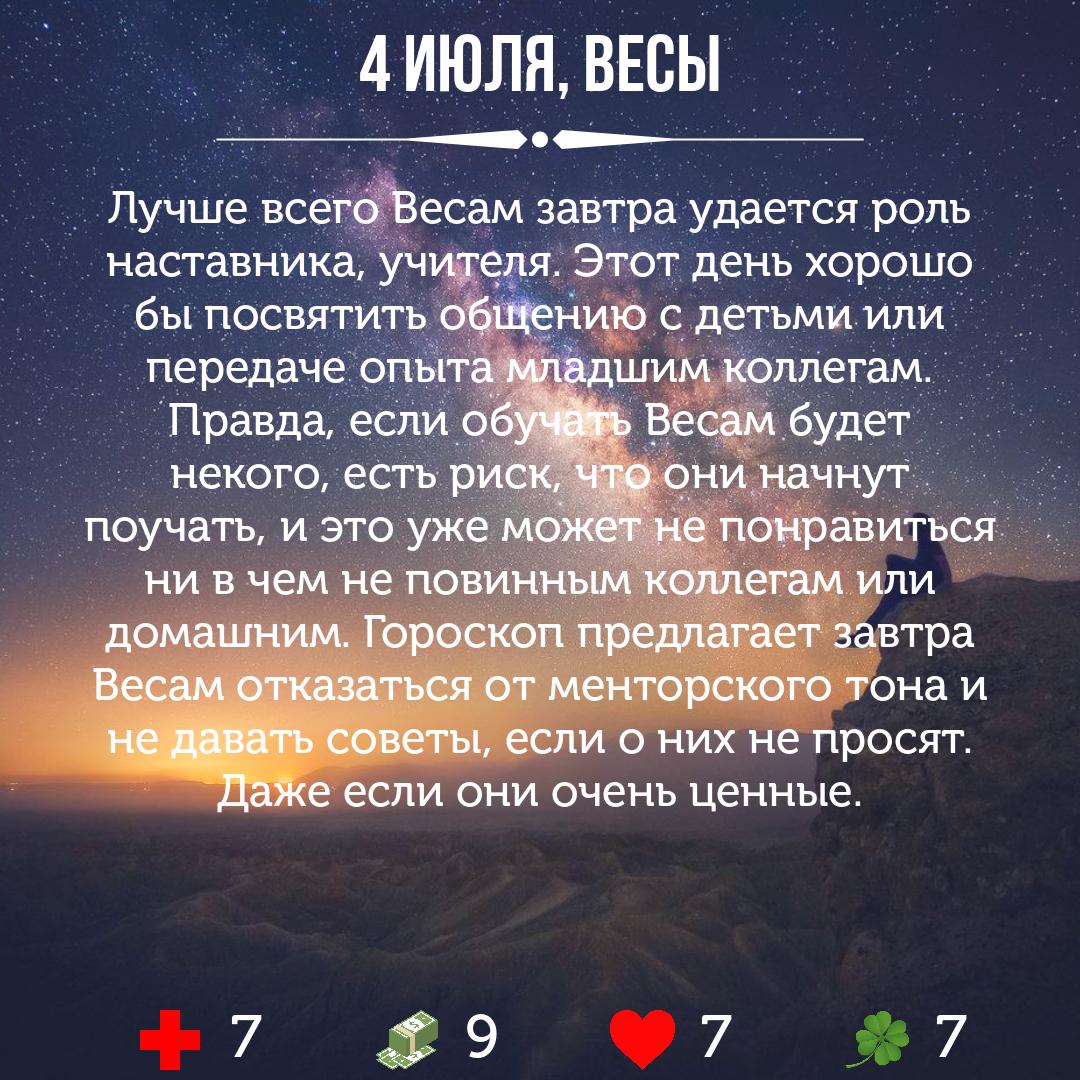 4 ИЮЛЯ, ВЕСЫ
Лучше всего Весам завтра удается роль
наставника, учителя. Этот день хорошо
бы посвятить общению с детьми или
передаче опыта младшим коллегам.
Правда, если обучать Весам будет
некого, есть риск, что они начнут
поучать, и это уже может не понравиться
ни в чем не повинным коллегам или
домашним. Гороскоп предлагает завтра
Весам отказаться от менторского тона и
не давать советы, если о них не просят.
Даже если они очень ценные.
7 9 7 7